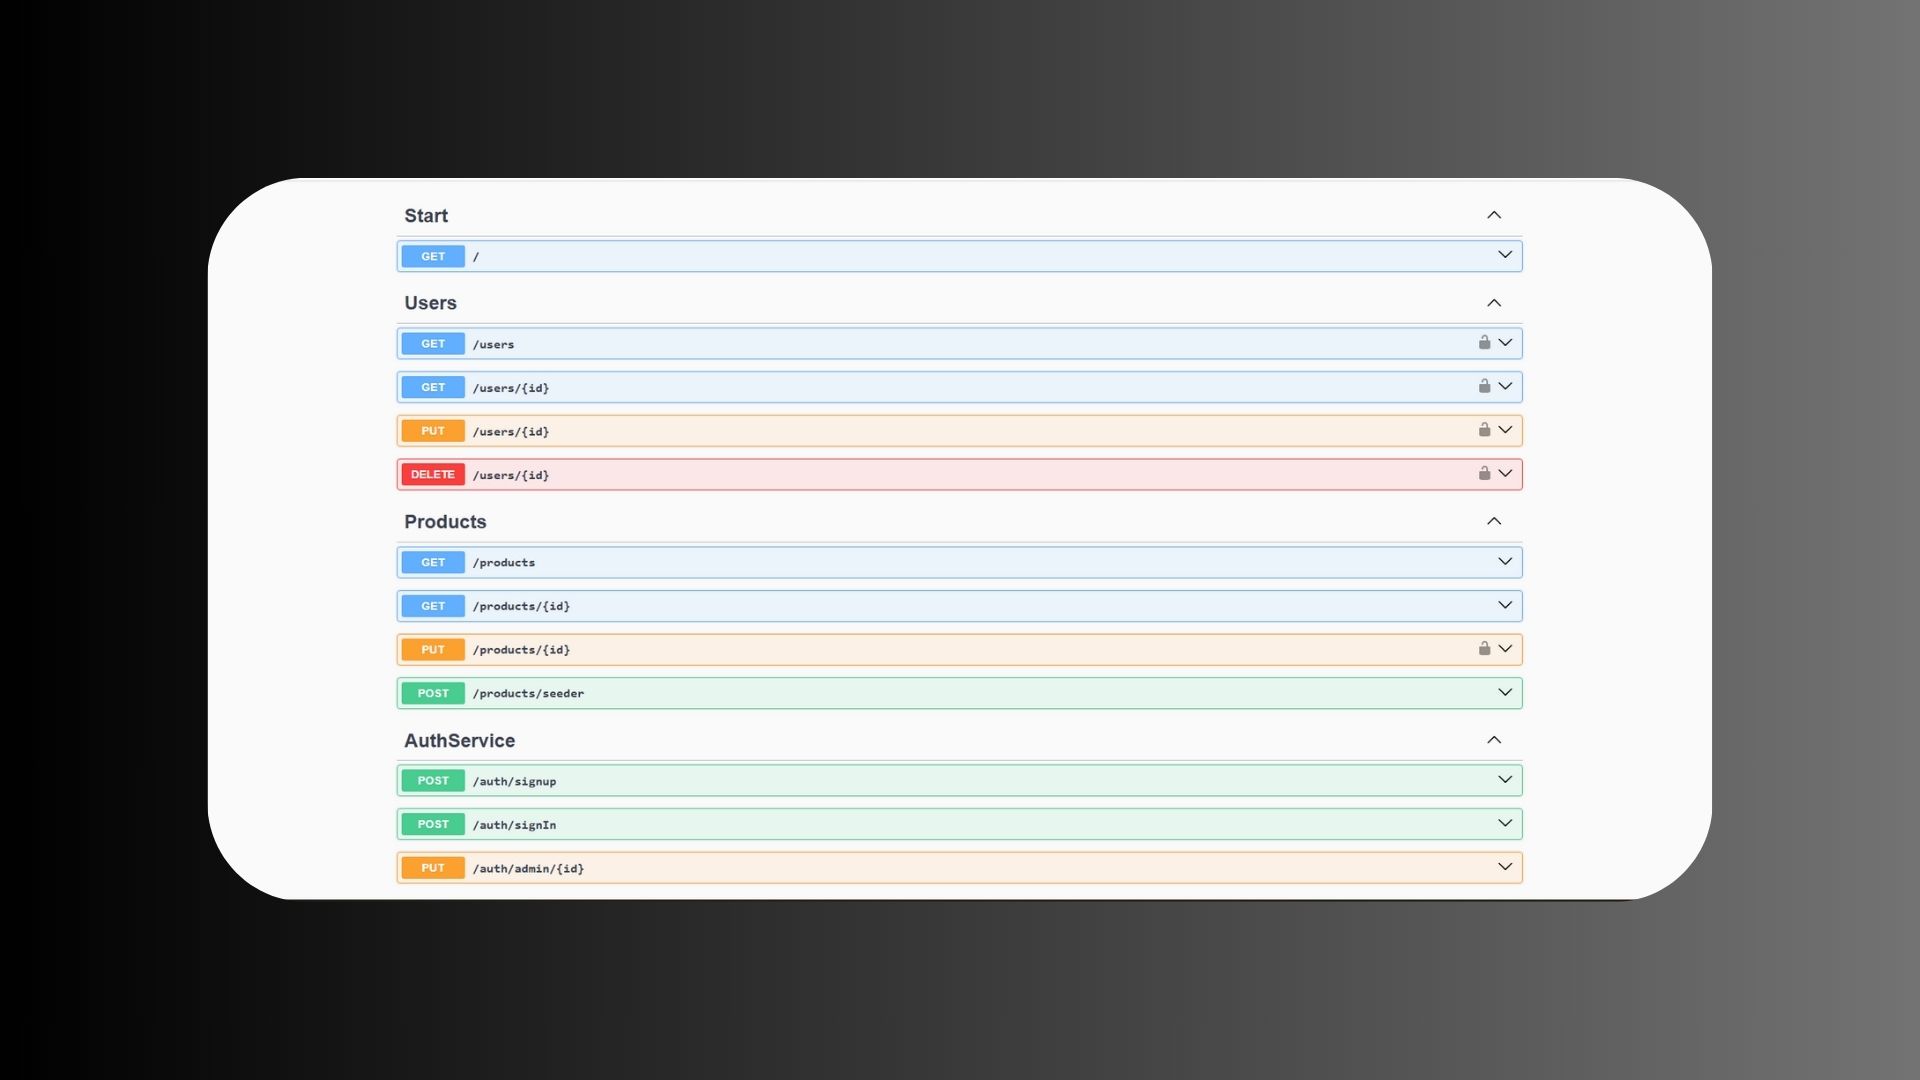 Start
GET /
Users
GET /users
GET /users/{id}
PUT /users/{id}
DELETE /users/{id}
Products
GET /products
GET /products/{id}
PUT /products/{id}
POST /products/seeder
AuthService
POST /auth/signup
POST /auth/signIn
PUT /auth/admin/{id}